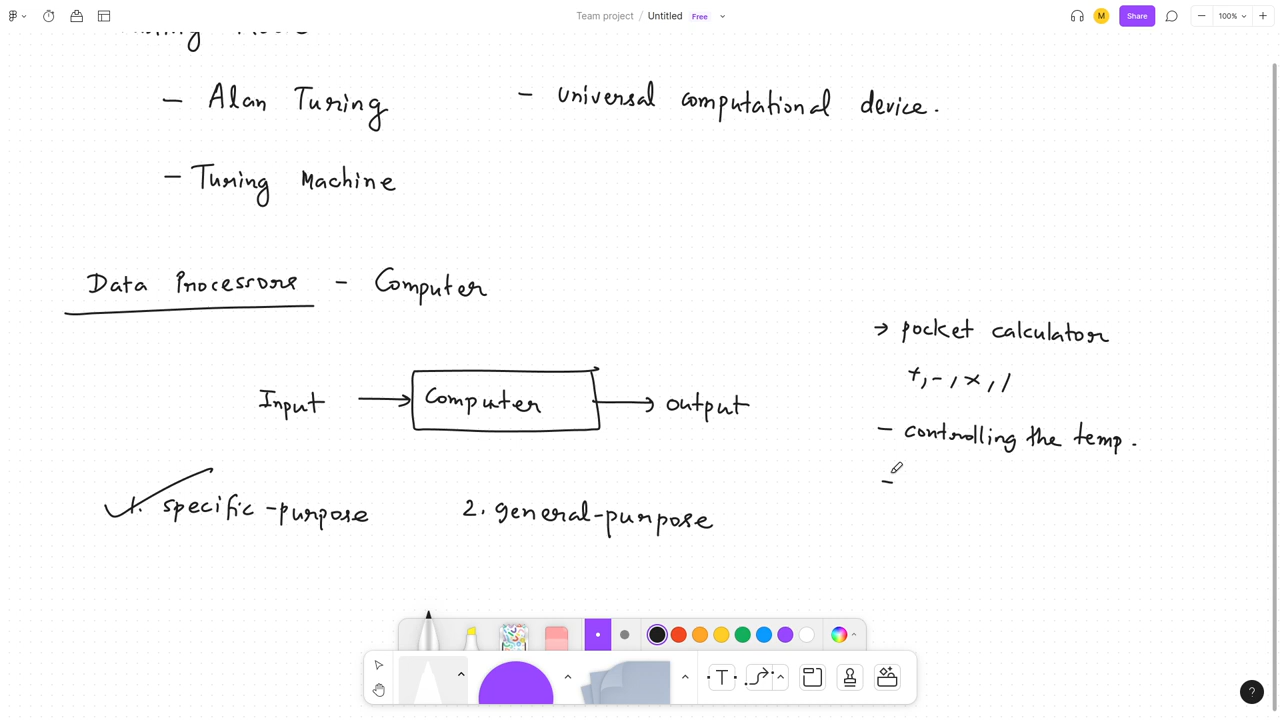 Team project / Untitled Free
M
Share
100%
- Alan Turing - universal computational device.
- Turing Machine
Data Processors - Computer
→ pocket calculator
+, -, ×, /
Input → Computer → output
- controlling the temp.
-
1. specific-purpose 2. general-purpose
T
?